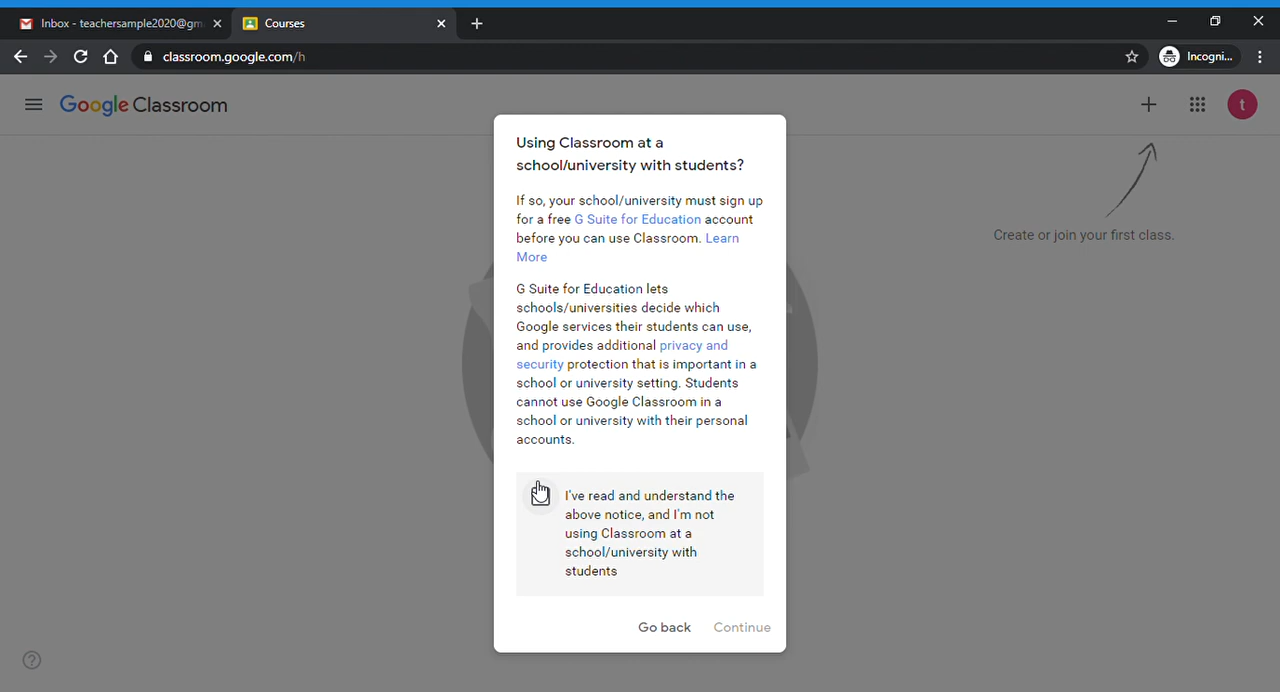 Inbox - teachersample2020@gm
Courses
classroom.google.com/h
Incogni...
Google Classroom
t
Create or join your first class.
Using Classroom at a
school/university with students?
If so, your school/university must sign up
for a free G Suite for Education account
before you can use Classroom. Learn
More
G Suite for Education lets
schools/universities decide which
Google services their students can use,
and provides additional privacy and
security protection that is important in a
school or university setting. Students
cannot use Google Classroom in a
school or university with their personal
accounts.
I've read and understand the
above notice, and I'm not
using Classroom at a
school/university with
students
Go back Continue